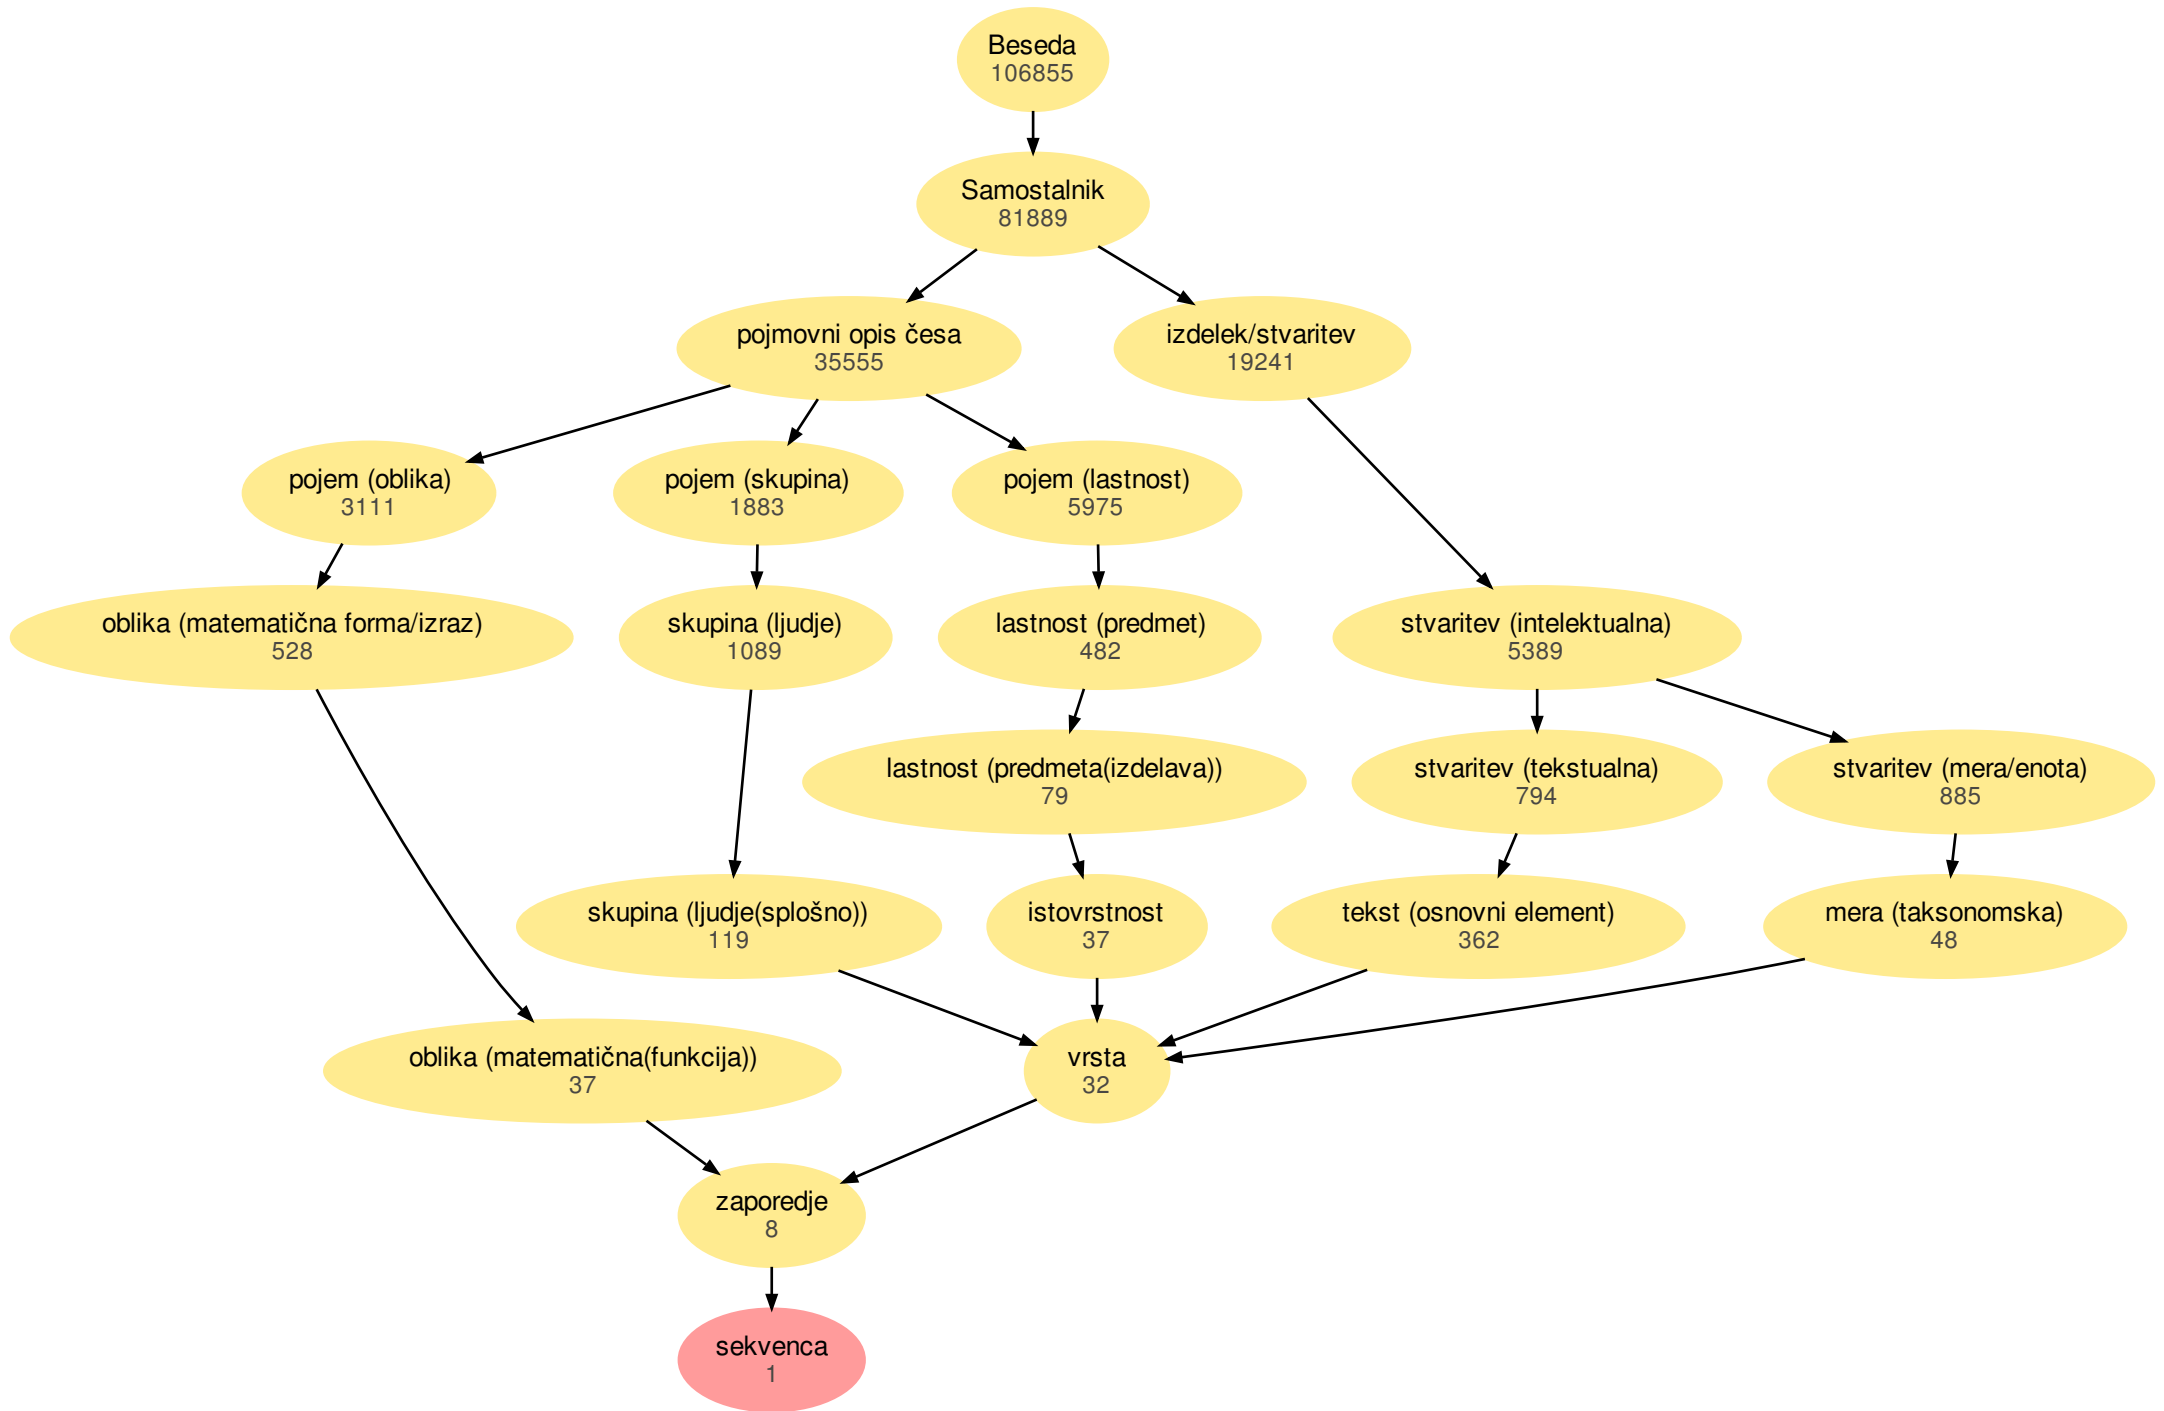 Beseda
106855
Samostalnik
81889
pojmovni opis česa
35555
izdelek/stvaritev
19241
pojem (oblika)
3111
pojem (skupina)
1883
pojem (lastnost)
5975
oblika (matematična forma/izraz)
528
skupina (ljudje)
1089
lastnost (predmet)
482
stvaritev (intelektualna)
5389
lastnost (predmeta(izdelava))
79
stvaritev (tekstualna)
794
stvaritev (mera/enota)
885
skupina (ljudje(splošno))
119
istovrstnost
37
tekst (osnovni element)
362
mera (taksonomska)
48
oblika (matematična(funkcija))
37
vrsta
32
zaporedje
8
sekvenca
1